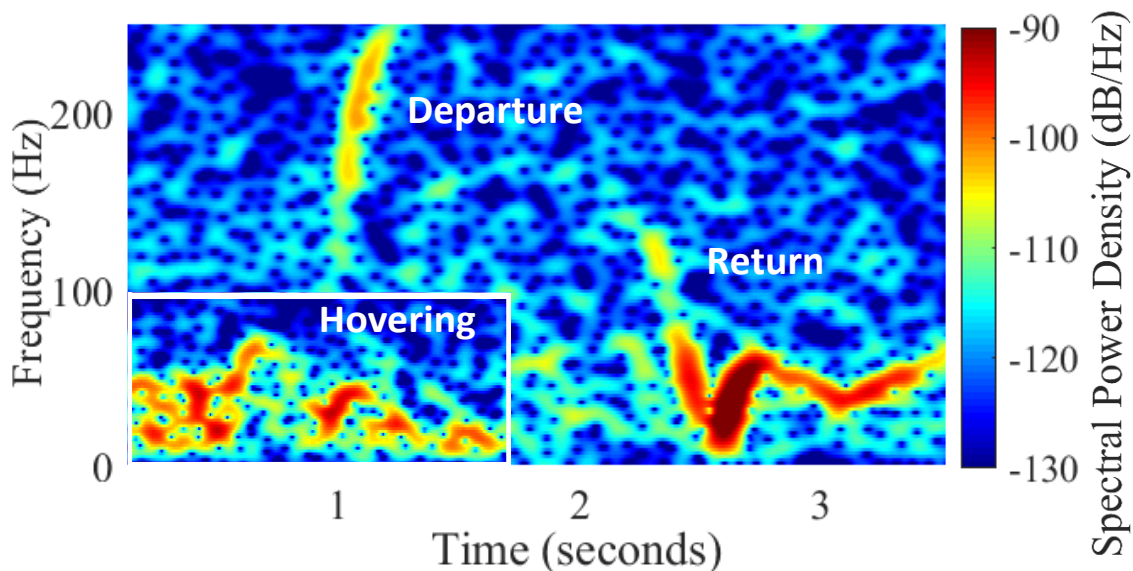 Frequency (Hz)
200
100
0
Departure
Return
Hovering
1
2
3
Time (seconds)
-90
-100
-110
-120
-130
Spectral Power Density (dB/Hz)